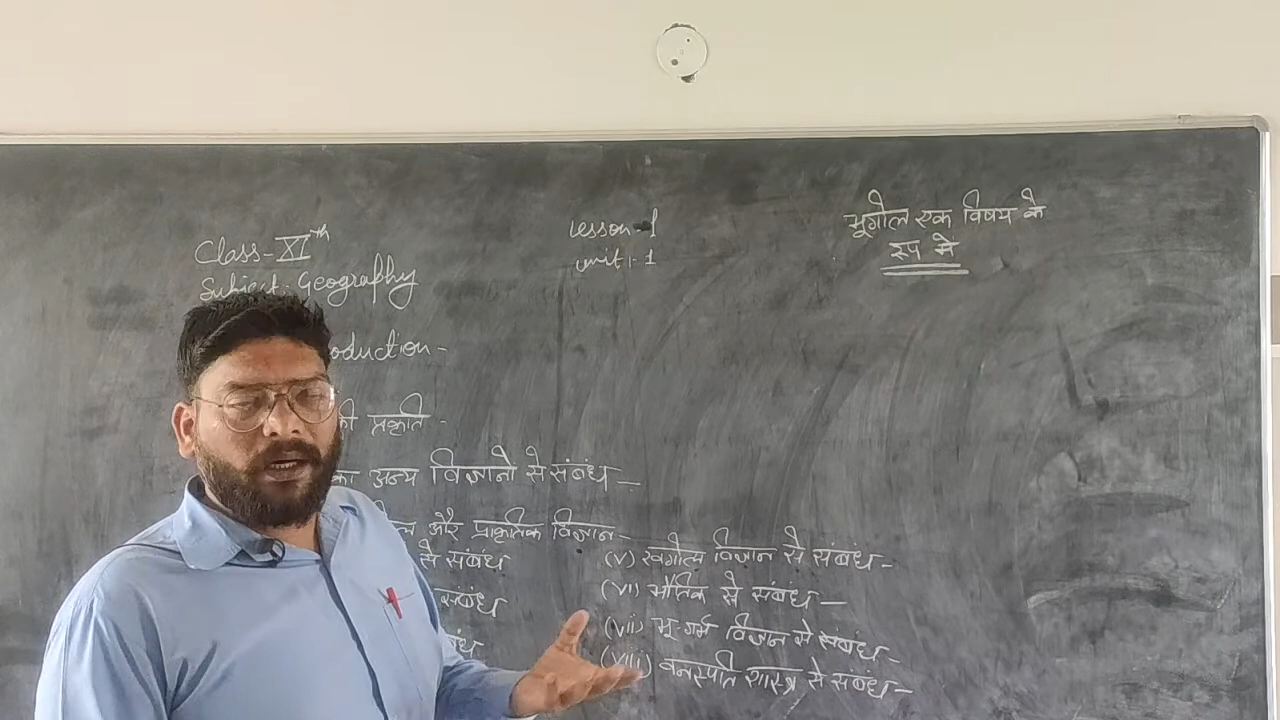 Class-XIth
Subject:- Geography
Lesson-1
unit-1
भूगोल एक विषय के
रूप में
oduction-
की प्रकृति -
का अन्य विज्ञानो से संबंध-
और प्राकृतिक विज्ञान-
से संबंध
संबंध
(v) खगोल विज्ञान से संबंध-
(vi) भौतिक से संबंध-
(vii) भू-गर्भ विज्ञान से संबंध-
(viii) वनस्पति शास्त्र से संबंध-